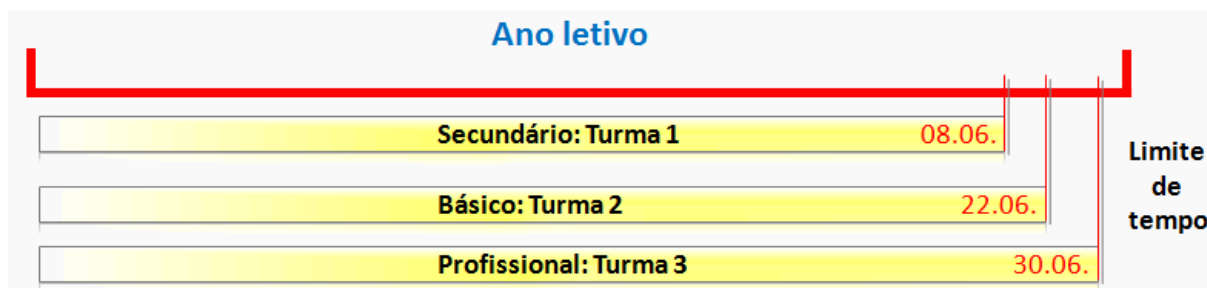 Ano letivo
Secundário: Turma 1 08.06.
Básico: Turma 2 22.06.
Profissional: Turma 3 30.06.
Limite
de
tempo